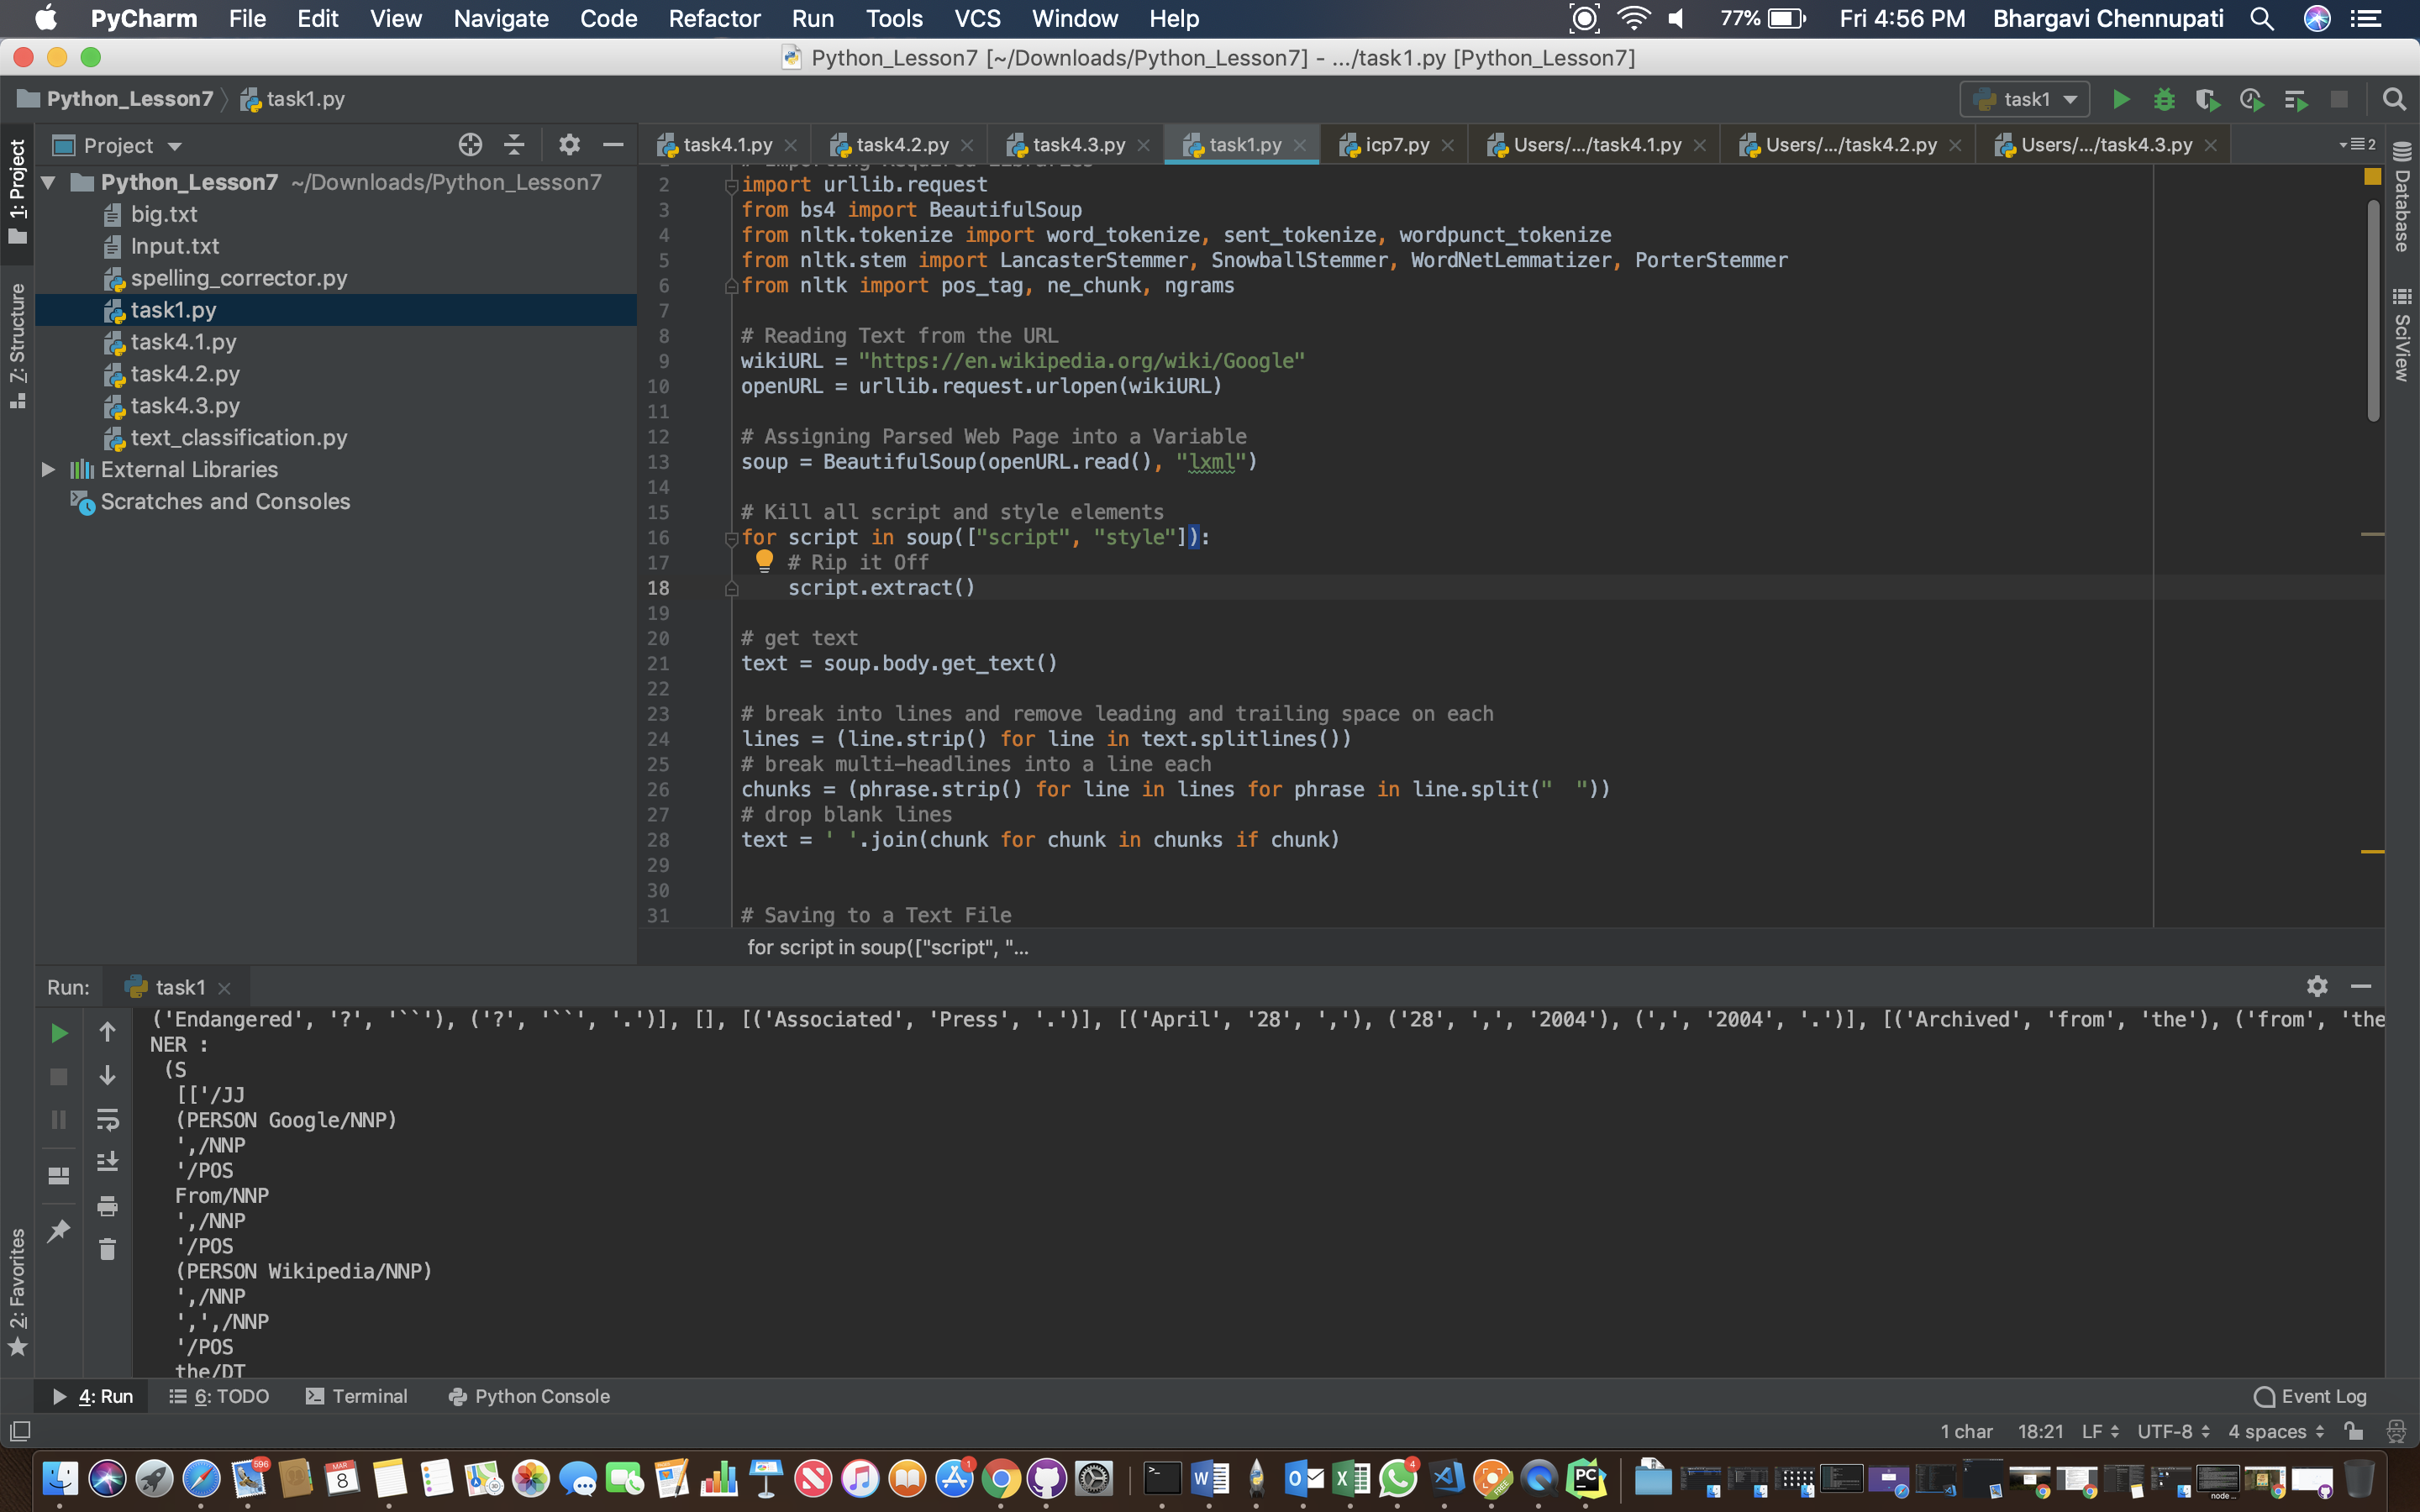 PyCharm File Edit View Navigate Code Refactor Run Tools VCS Window Help 77% Fri 4:56 PM Bhargavi Chennupati
Python_Lesson7 [~/Downloads/Python_Lesson7] - .../task1.py [Python_Lesson7]
Python_Lesson7 task1.py task1
1: Project
7: Structure
2: Favorites
Project
Python_Lesson7 ~/Downloads/Python_Lesson7
big.txt
Input.txt
spelling_corrector.py
task1.py
task4.1.py
task4.2.py
task4.3.py
text_classification.py
External Libraries
Scratches and Consoles
task4.1.py task4.2.py task4.3.py task1.py icp7.py Users/.../task4.1.py Users/.../task4.2.py Users/.../task4.3.py 2
# Importing Required Libraries
2 import urllib.request
3 from bs4 import BeautifulSoup
4 from nltk.tokenize import word_tokenize, sent_tokenize, wordpunct_tokenize
5 from nltk.stem import LancasterStemmer, SnowballStemmer, WordNetLemmatizer, PorterStemmer
6 from nltk import pos_tag, ne_chunk, ngrams
7
8 # Reading Text from the URL
9 wikiURL = "https://en.wikipedia.org/wiki/Google"
10 openURL = urllib.request.urlopen(wikiURL)
11
12 # Assigning Parsed Web Page into a Variable
13 soup = BeautifulSoup(openURL.read(), "lxml")
14
15 # Kill all script and style elements
16 for script in soup(["script", "style"]):
17 # Rip it Off
18 script.extract()
19
20 # get text
21 text = soup.body.get_text()
22
23 # break into lines and remove leading and trailing space on each
24 lines = (line.strip() for line in text.splitlines())
25 # break multi-headlines into a line each
26 chunks = (phrase.strip() for line in lines for phrase in line.split("  "))
27 # drop blank lines
28 text = ' '.join(chunk for chunk in chunks if chunk)
29
30
31 # Saving to a Text File
for script in soup(["script", "...
Database
SciView
Run: task1
('Endangered', '?', '``'), ('?', '``', '.')], [], [('Associated', 'Press', '.')], [('April', '28', ','), ('28', ',', '2004'), (',', '2004', '.')], [('Archived', 'from', 'the'), ('from', 'the
NER :
(S
[['/JJ
(PERSON Google/NNP)
',/NNP
'/POS
From/NNP
',/NNP
'/POS
(PERSON Wikipedia/NNP)
',/NNP
',',/NNP
'/POS
the/DT
4: Run 6: TODO Terminal Python Console Event Log
1 char 18:21 LF UTF-8 4 spaces
596 MAR 8 1 4 PC FREE